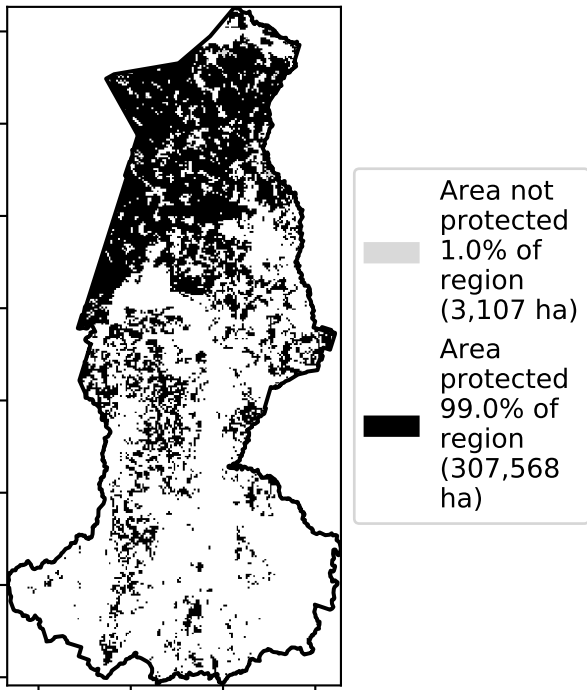 Area not
protected
1.0% of
region
(3,107 ha)
Area
protected
99.0% of
region
(307,568
ha)